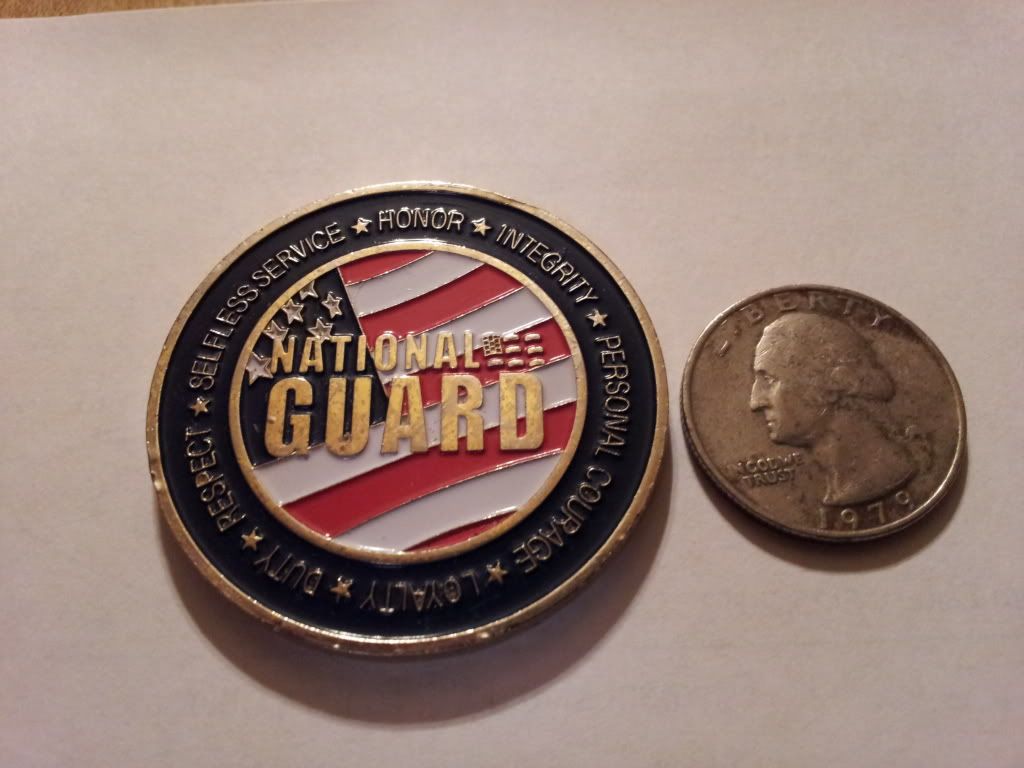 ★ HONOR ★ INTEGRITY ★ PERSONAL COURAGE ★ LOYALTY ★ DUTY ★ RESPECT ★ SELFLESS SERVICE
NATIONAL
GUARD
LIBERTY
IN GOD WE
TRUST
1979